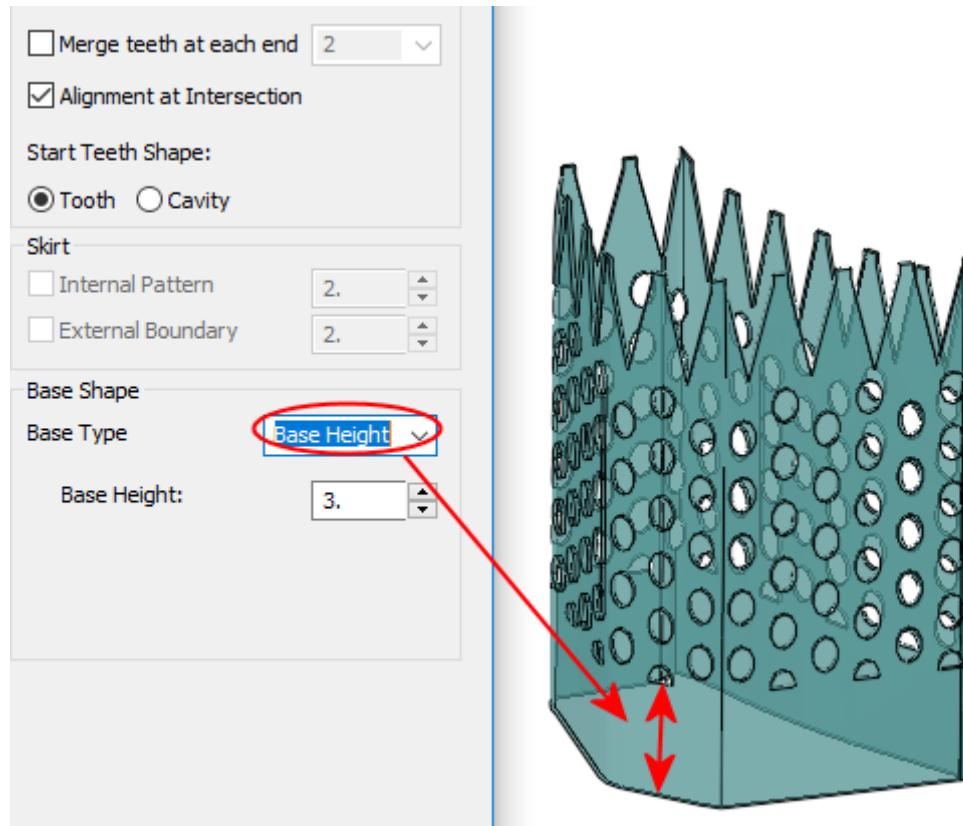 Merge teeth at each end 2
Alignment at Intersection
Start Teeth Shape:
Tooth Cavity
Skirt
Internal Pattern 2.
External Boundary 2.
Base Shape
Base Type Base Height
Base Height: 3.